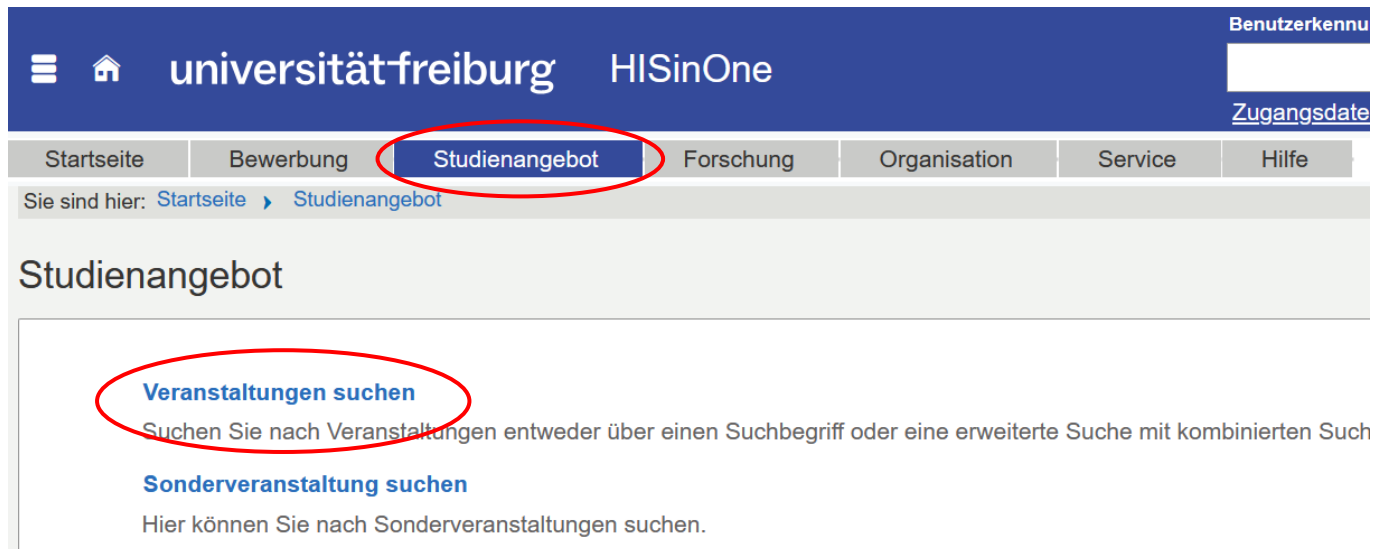 Benutzerkennu
universität freiburg HISinOne
Zugangsdate
Startseite Bewerbung Studienangebot Forschung Organisation Service Hilfe
Sie sind hier: Startseite Studienangebot
Studienangebot
Veranstaltungen suchen
Suchen Sie nach Veranstaltungen entweder über einen Suchbegriff oder eine erweiterte Suche mit kombinierten Such
Sonderveranstaltung suchen
Hier können Sie nach Sonderveranstaltungen suchen.